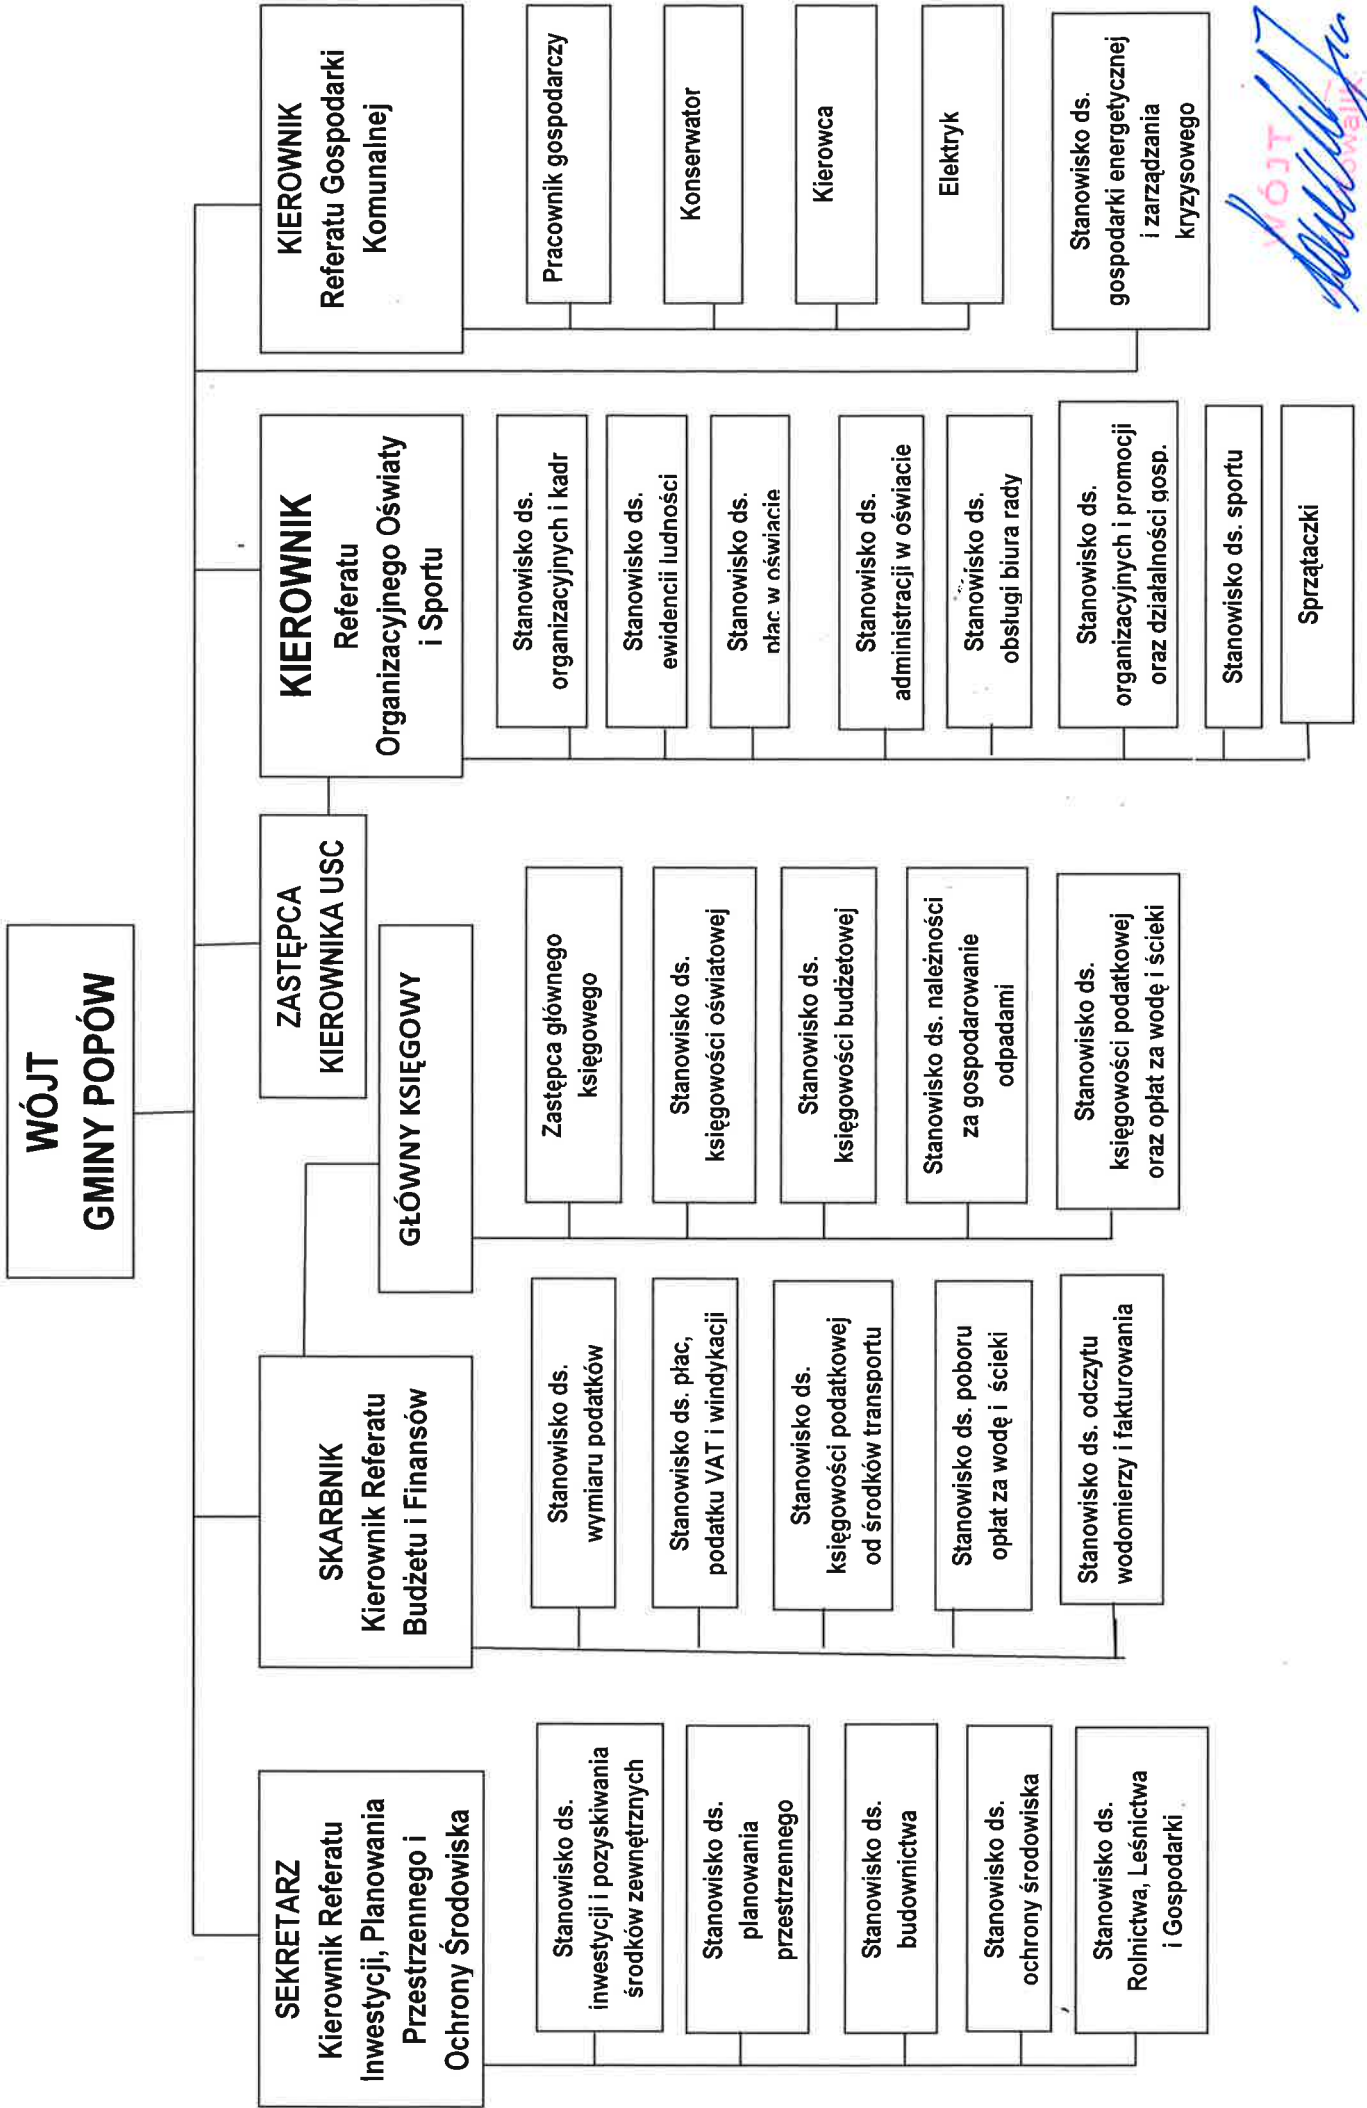 WÓJT
GMINY POPÓW
SEKRETARZ
Kierownik Referatu
Inwestycji, Planowania
Przestrzennego i
Ochrony Środowiska
Stanowisko ds.
inwestycji i pozyskiwania
środków zewnętrznych
Stanowisko ds.
planowania
przestrzennego
Stanowisko ds.
budownictwa
Stanowisko ds.
ochrony środowiska
Stanowisko ds.
Rolnictwa, Leśnictwa
i Gospodarki
SKARBNIK
Kierownik Referatu
Budżetu i Finansów
Stanowisko ds.
wymiaru podatków
Stanowisko ds. płac,
podatku VAT i windykacji
Stanowisko ds.
księgowości podatkowej
od środków transportu
Stanowisko ds. poboru
opłat za wodę i ścieki
Stanowisko ds. odczytu
wodomierzy i fakturowania
GŁÓWNY KSIĘGOWY
Zastępca głównego
księgowego
Stanowisko ds.
księgowości oświatowej
Stanowisko ds.
księgowości budżetowej
Stanowisko ds. należności
za gospodarowanie
odpadami
Stanowisko ds.
księgowości podatkowej
oraz opłat za wodę i ścieki
ZASTĘPCA
KIEROWNIKA USC
KIEROWNIK
Referatu
Organizacyjnego Oświaty
i Sportu
Stanowisko ds.
organizacyjnych i kadr
Stanowisko ds.
ewidencji ludności
Stanowisko ds.
płac w oświacie
Stanowisko ds.
administracji w oświacie
Stanowisko ds.
obsługi biura rady
Stanowisko ds.
organizacyjnych i promocji
oraz działalności gosp.
Stanowisko ds. sportu
Sprzątaczki
KIEROWNIK
Referatu Gospodarki
Komunalnej
Pracownik gospodarczy
Konserwator
Kierowca
Elektryk
Stanowisko ds.
gospodarki energetycznej
i zarządzania
kryzysowego
WÓJT